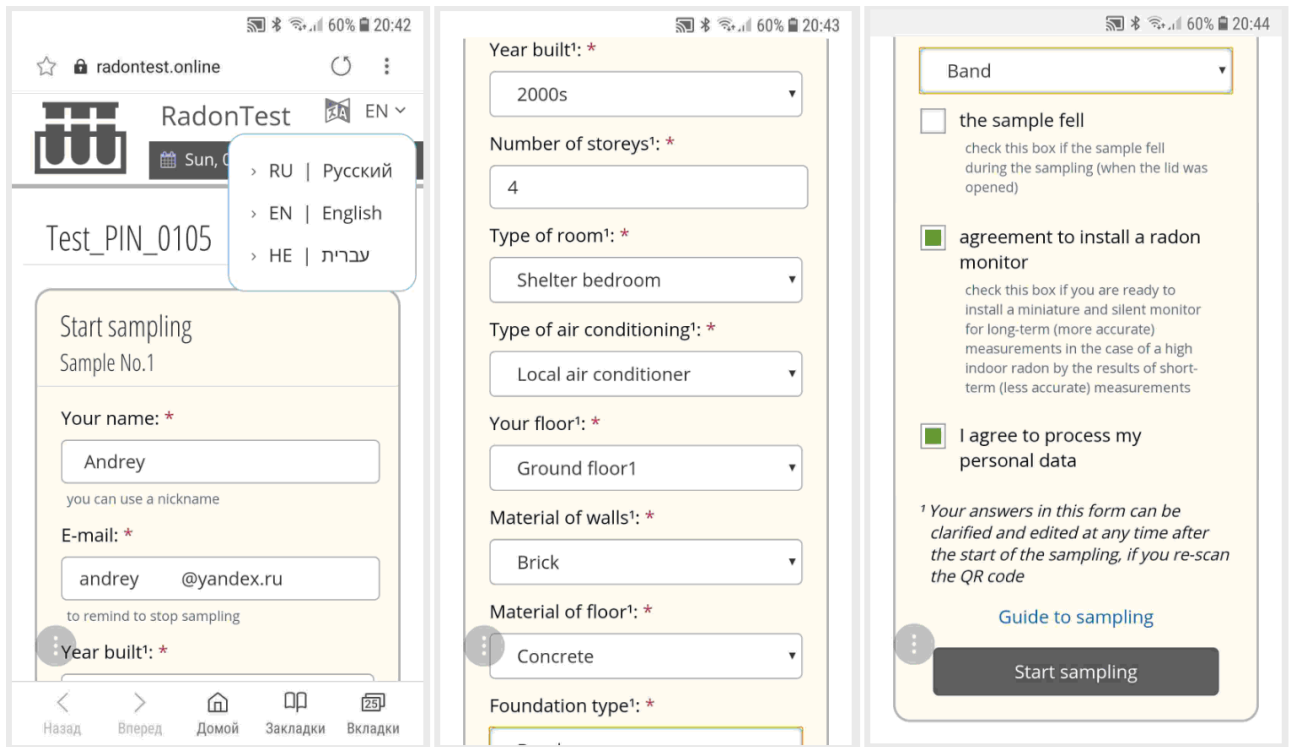 60% 20:42
radontest.online
RadonTest EN
Sun,
RU | Русский
EN | English
HE | עברית
Test_PIN_0105
Start sampling
Sample No.1
Your name: *
Andrey
you can use a nickname
E-mail: *
andrey @yandex.ru
to remind to stop sampling
Year built¹: *
Назад Вперед Домой Закладки 25 Вкладки
60% 20:43
Year built¹: *
2000s
Number of storeys¹: *
4
Type of room¹: *
Shelter bedroom
Type of air conditioning¹: *
Local air conditioner
Your floor¹: *
Ground floor1
Material of walls¹: *
Brick
Material of floor¹: *
Concrete
Foundation type¹: *
60% 20:44
Band
the sample fell
check this box if the sample fell
during the sampling (when the lid was
opened)
agreement to install a radon
monitor
check this box if you are ready to
install a miniature and silent monitor
for long-term (more accurate)
measurements in the case of a high
indoor radon by the results of short-
term (less accurate) measurements
I agree to process my
personal data
¹ Your answers in this form can be
clarified and edited at any time after
the start of the sampling, if you re-scan
the QR code
Guide to sampling
Start sampling